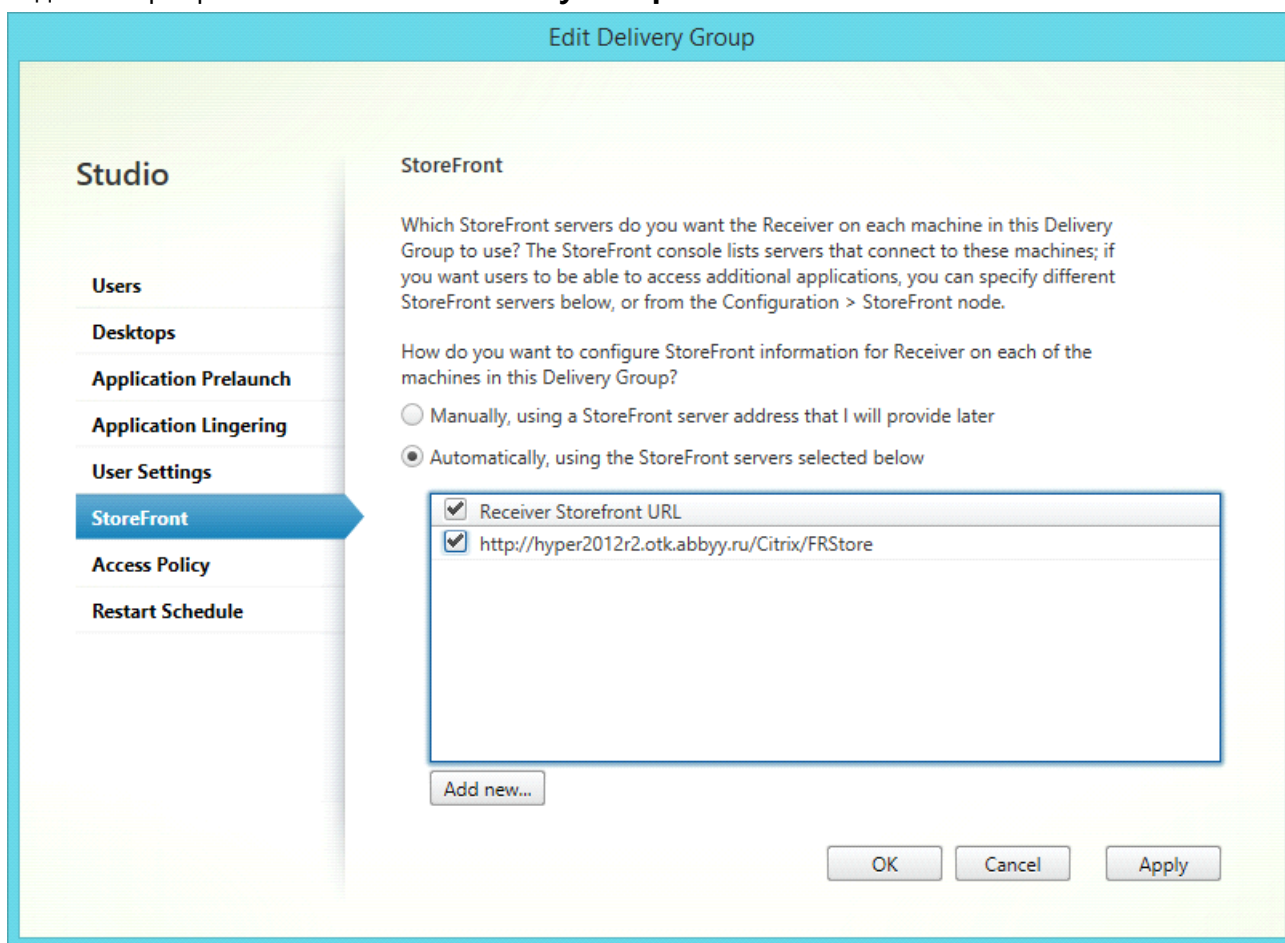 Edit Delivery Group
Studio
Users
Desktops
Application Prelaunch
Application Lingering
User Settings
StoreFront
Access Policy
Restart Schedule
StoreFront
Which StoreFront servers do you want the Receiver on each machine in this Delivery
Group to use? The StoreFront console lists servers that connect to these machines; if
you want users to be able to access additional applications, you can specify different
StoreFront servers below, or from the Configuration > StoreFront node.
How do you want to configure StoreFront information for Receiver on each of the
machines in this Delivery Group?
Manually, using a StoreFront server address that I will provide later
Automatically, using the StoreFront servers selected below
Receiver Storefront URL
http://hyper2012r2.otk.abbyy.ru/Citrix/FRStore
Add new...
OK
Cancel
Apply